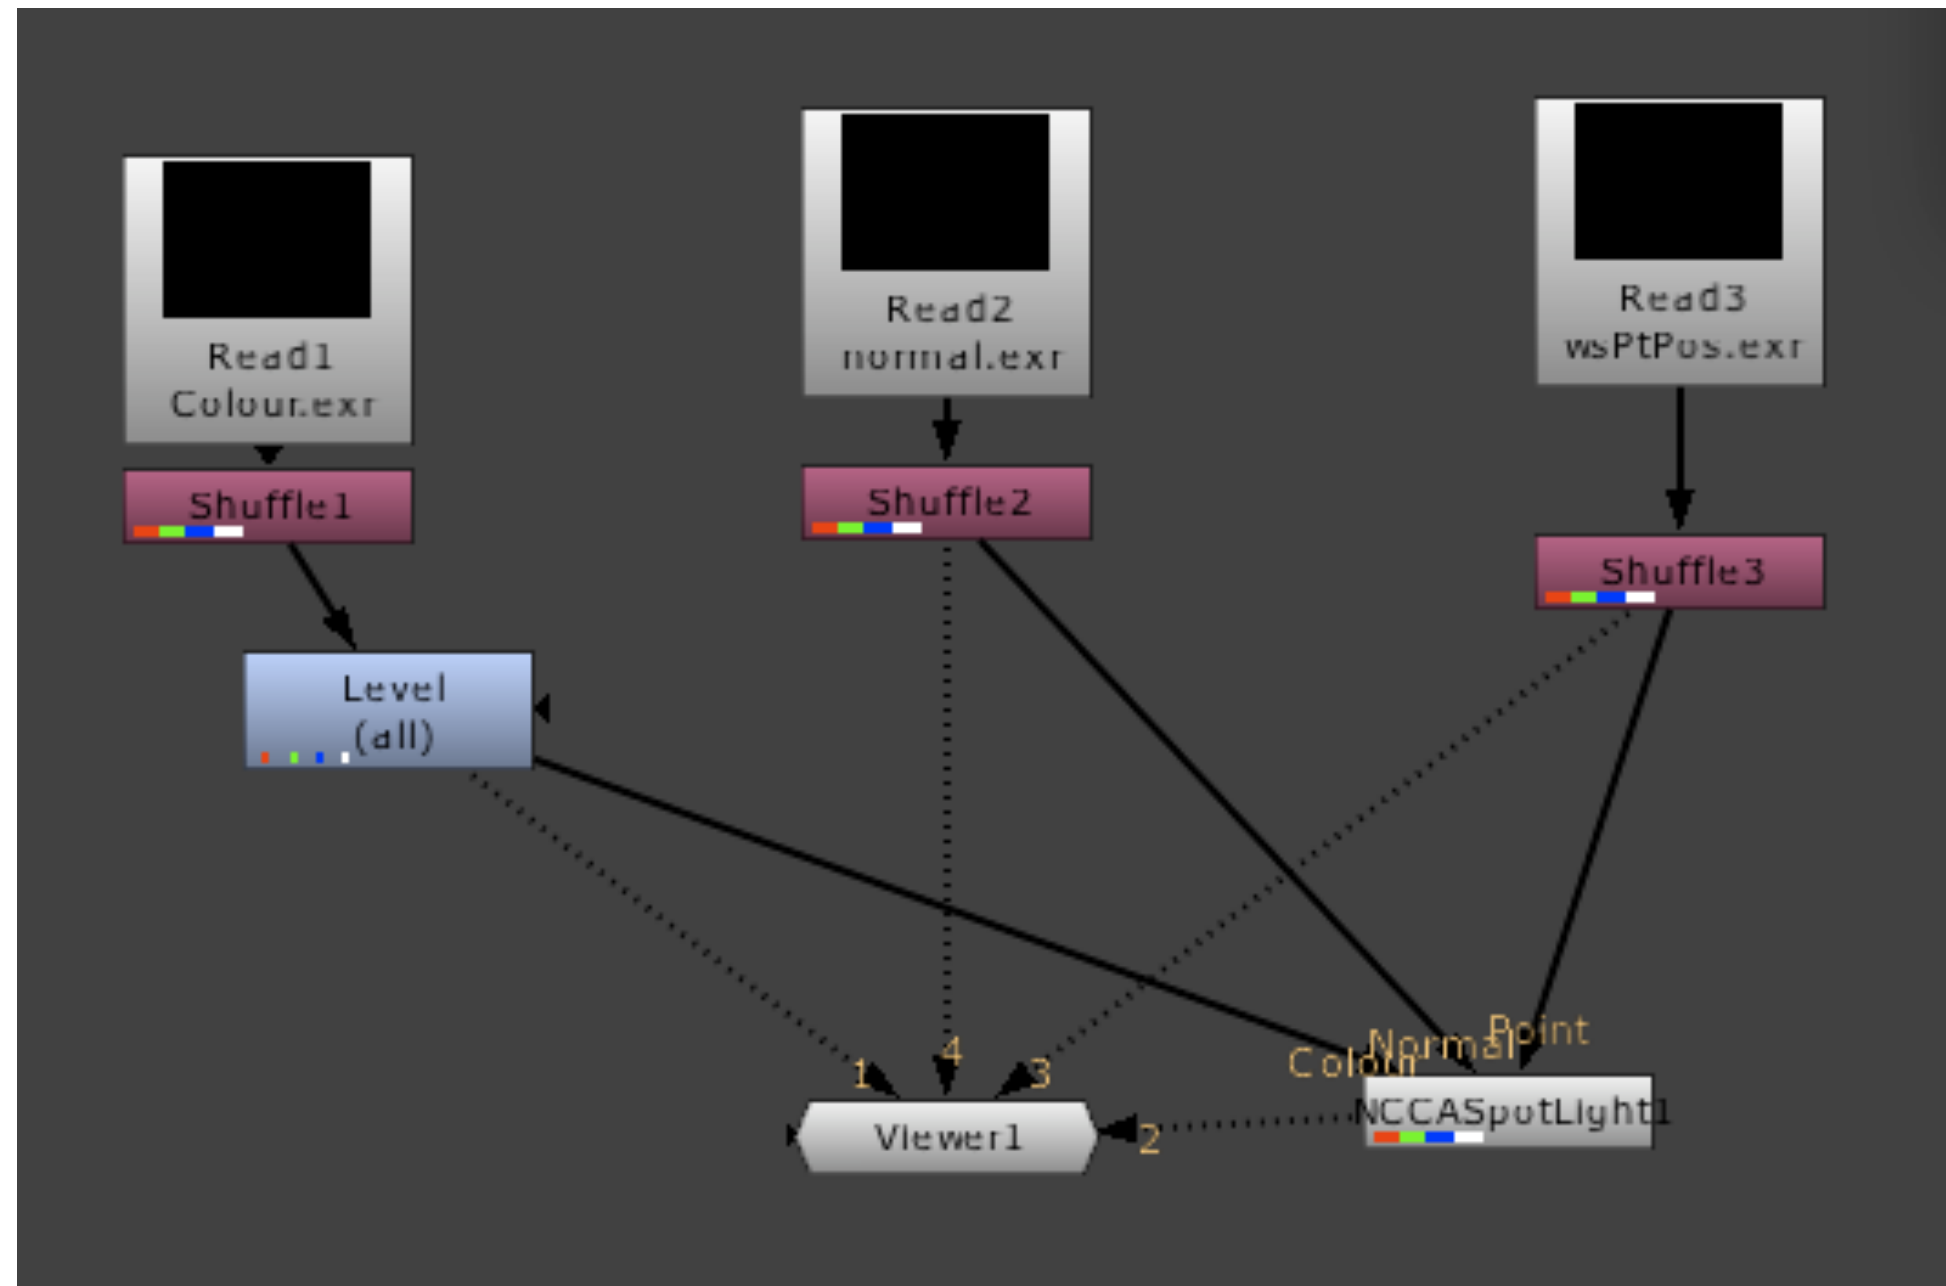 Read1
Colour.exr
Read2
normal.exr
Read3
wsPtPos.exr
Shuffle1
Shuffle2
Shuffle3
Level
(all)
1
4
3
2
Colour
Normal
Point
Viewer1
NCCASpotLight1